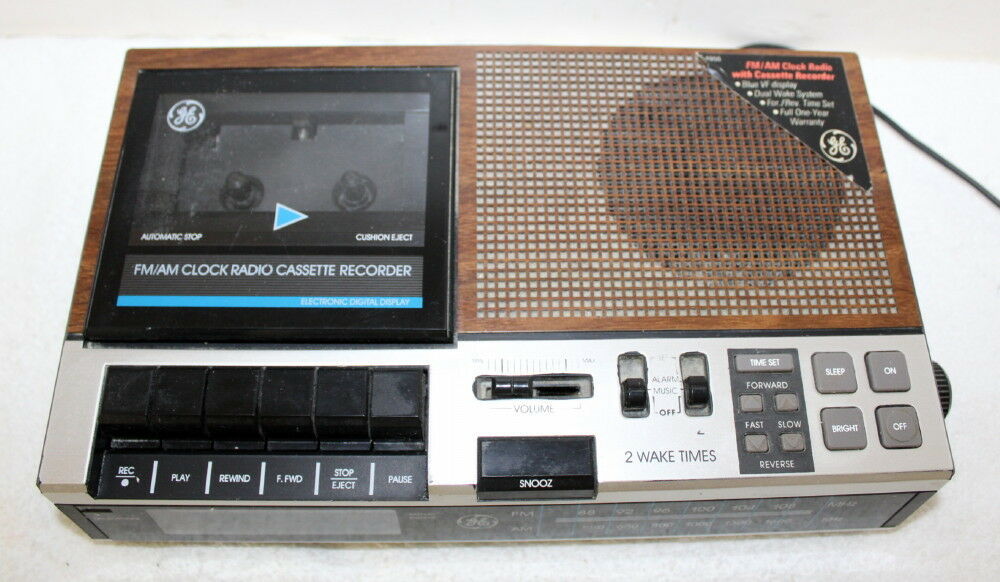 FM/AM Clock Radio
with Cassette Recorder
• Blue VF display
• Dual Wake System
• For./Rev. Time Set
• Full One-Year
Warranty
GE
GE
AUTOMATIC STOP
CUSHION EJECT
FM/AM CLOCK RADIO CASSETTE RECORDER
ELECTRONIC DIGITAL DISPLAY
VOLUME
ALARM
MUSIC
OFF
2 WAKE TIMES
TIME SET
FORWARD
FAST SLOW
REVERSE
SLEEP
ON
BRIGHT
OFF
REC
PLAY
REWIND
F. FWD
STOP
EJECT
PAUSE
SNOOZ
GE
FM 88 92 96 100 104 108 MHz
AM